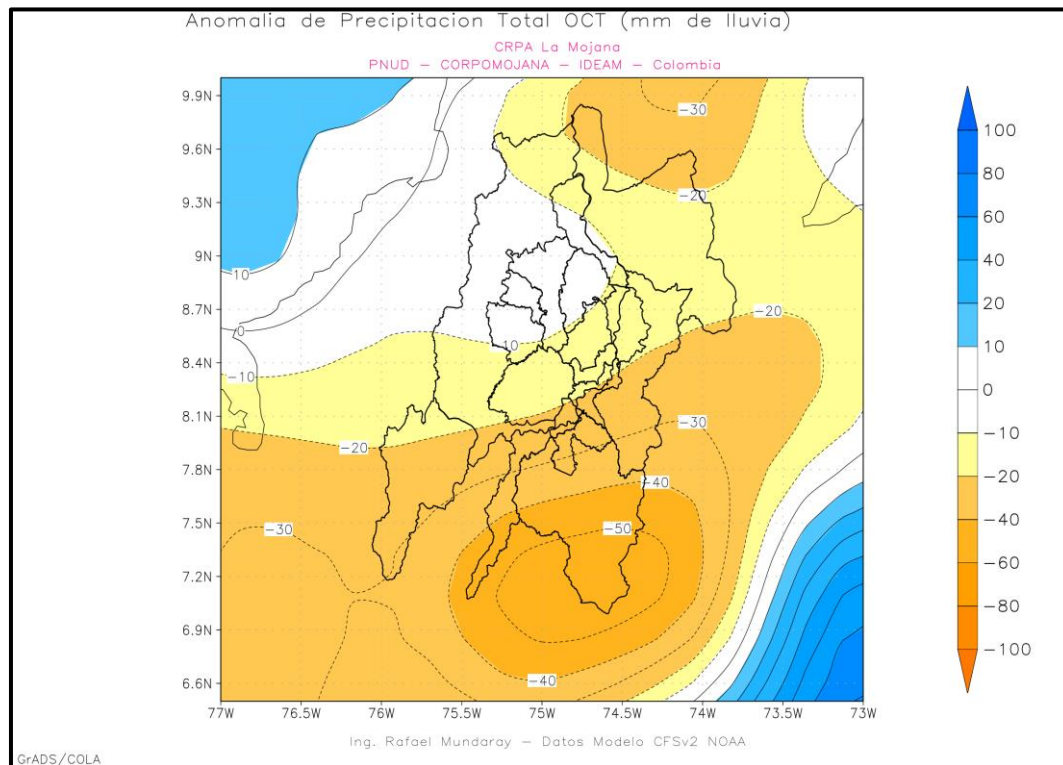 Anomalia de Precipitacion Total OCT (mm de lluvia)
CRPA La Mojana
PNUD – CORPOMOJANA – IDEAM – Colombia
9.9N
9.6N
9.3N
9N
8.7N
8.4N
8.1N
7.8N
7.5N
7.2N
6.9N
6.6N
77W
76.5W
76W
75.5W
75W
74.5W
74W
73.5W
73W
−30
−20
10
0
−20
−10
−10
−20
−30
−40
−30
−50
−40
100
80
60
40
20
10
0
−10
−20
−40
−60
−80
−100
Ing. Rafael Mundaray – Datos Modelo CFSv2 NOAA
GrADS/COLA